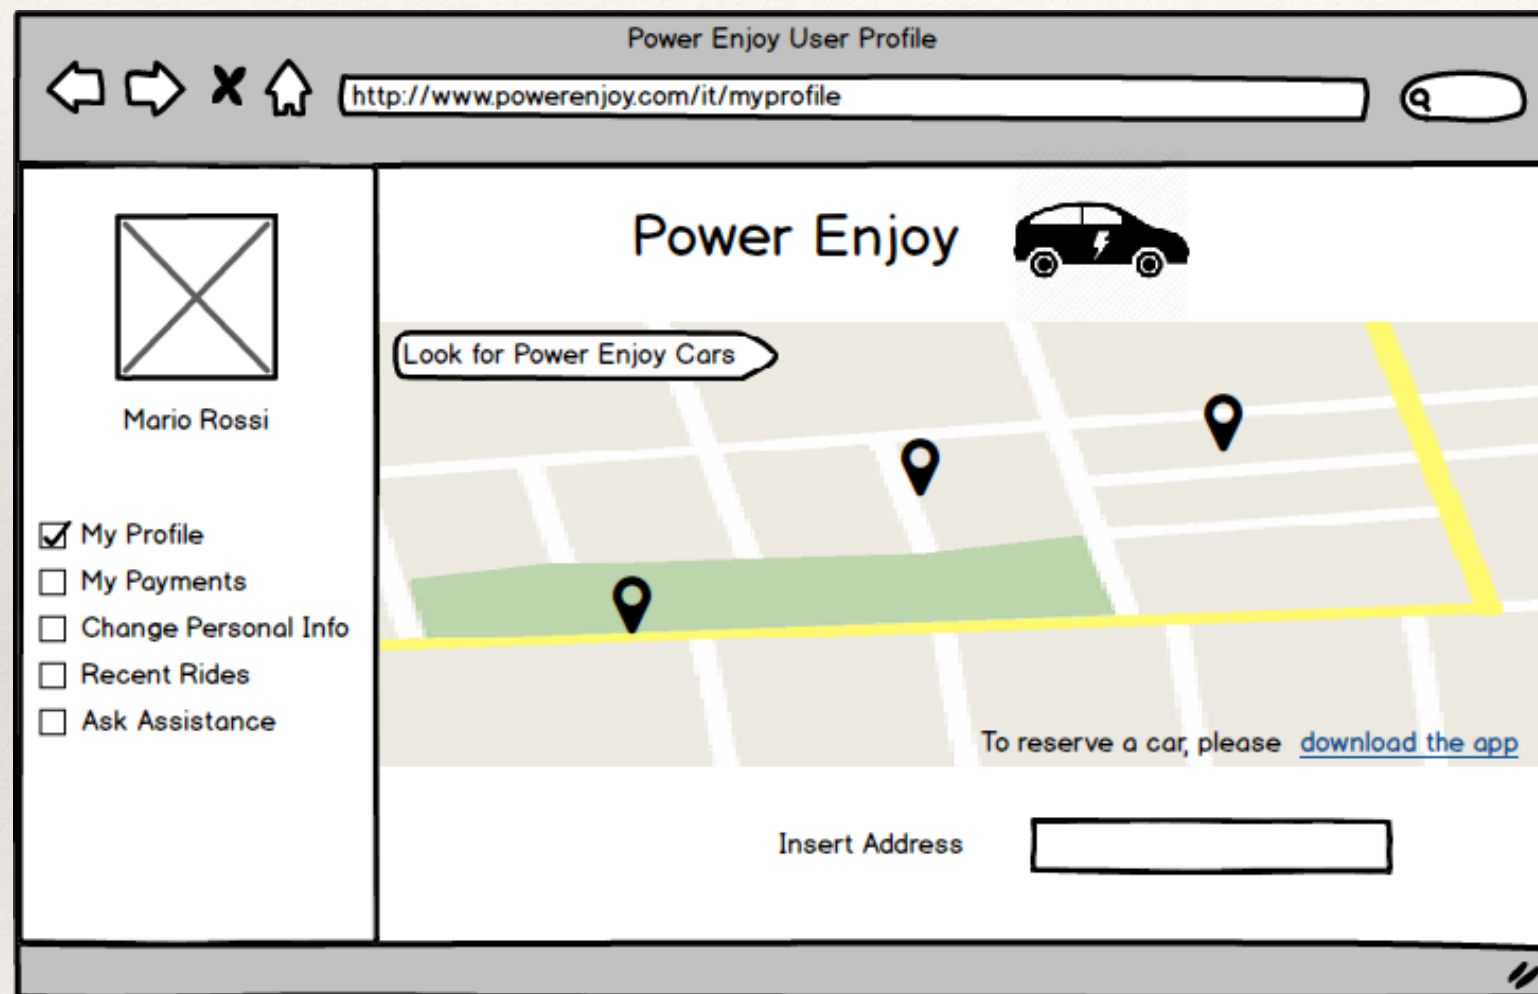 Power Enjoy User Profile
http://www.powerenjoy.com/it/myprofile
Power Enjoy
Mario Rossi
My Profile
My Payments
Change Personal Info
Recent Rides
Ask Assistance
Look for Power Enjoy Cars
To reserve a car, please download the app
Insert Address